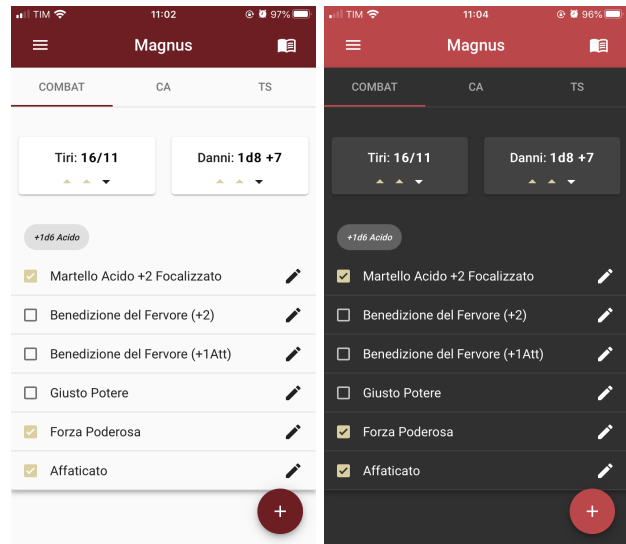 TIM 11:02 97%
Magnus
COMBAT CA TS
Tiri: 16/11 Danni: 1d8 +7
+1d6 Acido
Martello Acido +2 Focalizzato
Benedizione del Fervore (+2)
Benedizione del Fervore (+1Att)
Giusto Potere
Forza Poderosa
Affaticato
+
TIM 11:04 96%
Magnus
COMBAT CA TS
Tiri: 16/11 Danni: 1d8 +7
+1d6 Acido
Martello Acido +2 Focalizzato
Benedizione del Fervore (+2)
Benedizione del Fervore (+1Att)
Giusto Potere
Forza Poderosa
Affaticato
+